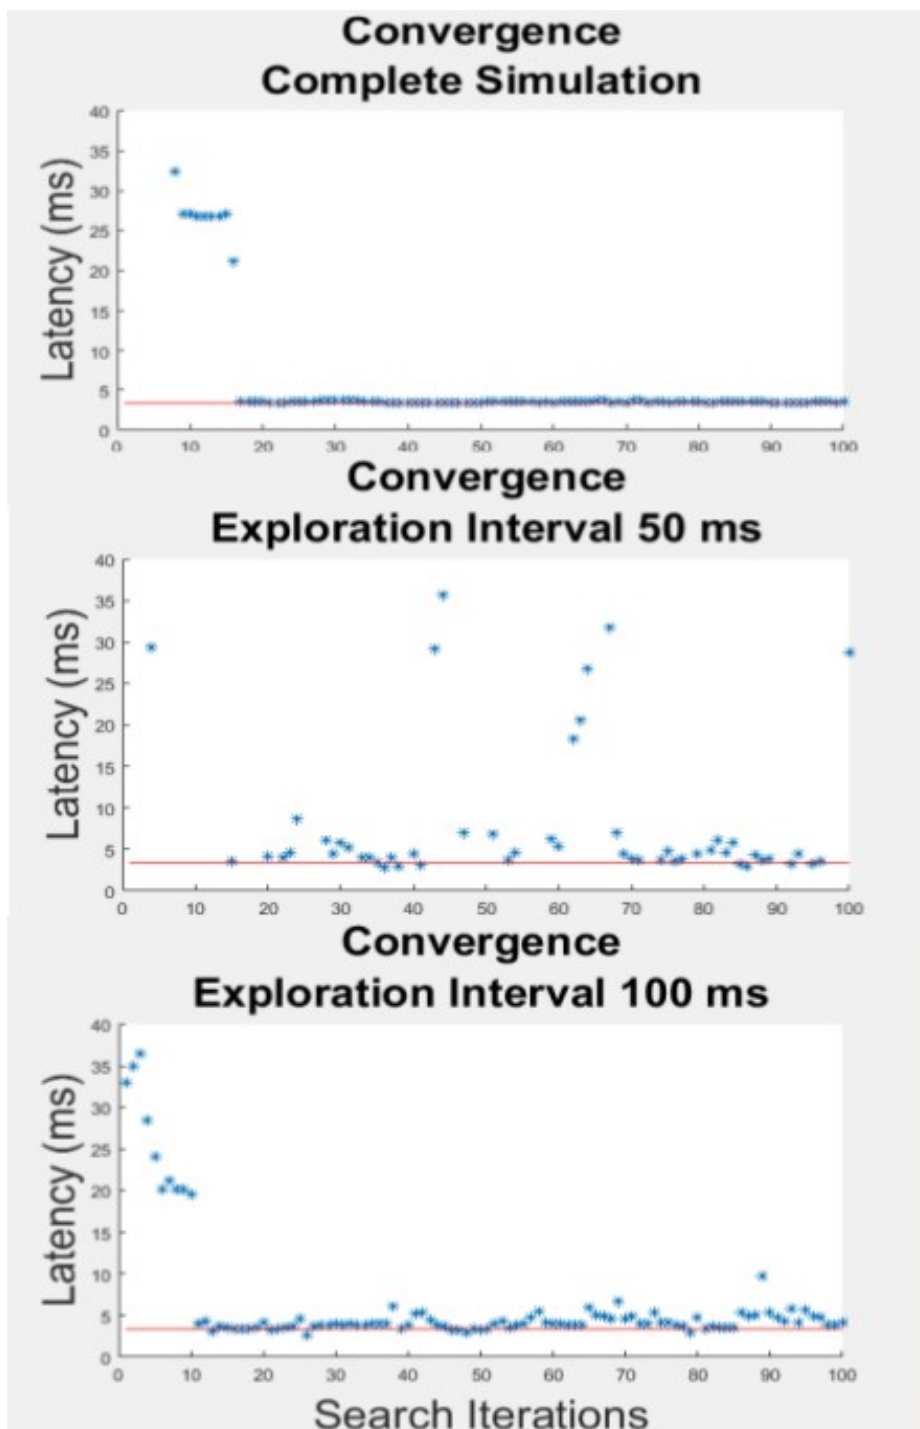 Convergence
Complete Simulation
Latency (ms)
40
35
30
25
20
15
10
5
0
0 10 20 30 40 50 60 70 80 90 100
Convergence
Exploration Interval 50 ms
Latency (ms)
40
35
30
25
20
15
10
5
0
0 10 20 30 40 50 60 70 80 90 100
Convergence
Exploration Interval 100 ms
Latency (ms)
40
35
30
25
20
15
10
5
0
0 10 20 30 40 50 60 70 80 90 100
Search Iterations